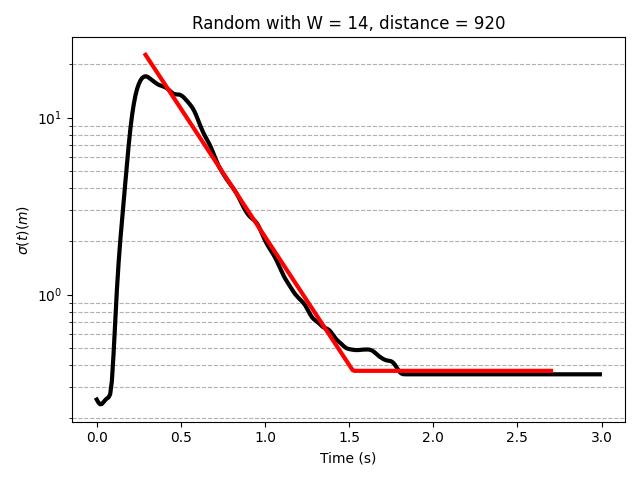 Random with W = 14, distance = 920
σ(t)(m)
10¹
10⁰
0.0 0.5 1.0 1.5 2.0 2.5 3.0
Time (s)